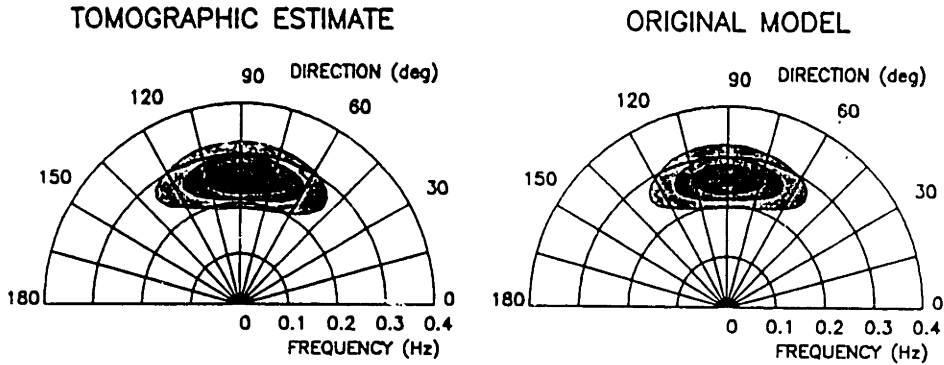 TOMOGRAPHIC ESTIMATE
90 DIRECTION (deg)
120
60
150
30
180
0
0 0.1 0.2 0.3 0.4
FREQUENCY (Hz)
ORIGINAL MODEL
90 DIRECTION (deg)
120
60
150
30
180
0
0 0.1 0.2 0.3 0.4
FREQUENCY (Hz)